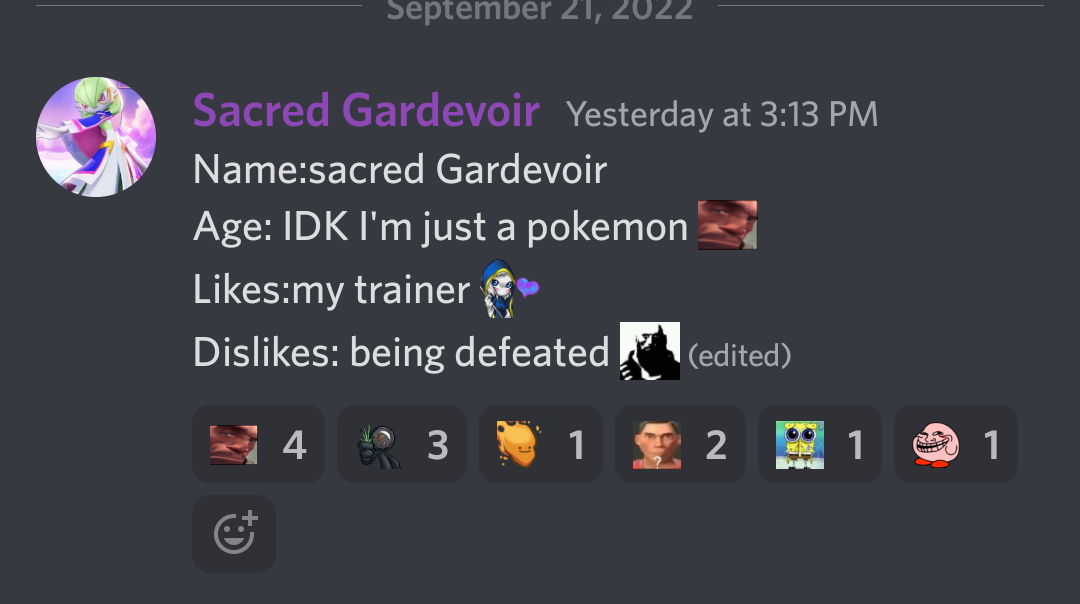 September 21, 2022
Sacred Gardevoir Yesterday at 3:13 PM
Name:sacred Gardevoir
Age: IDK I'm just a pokemon
Likes:my trainer
Dislikes: being defeated (edited)
4 3 1 2 1 1